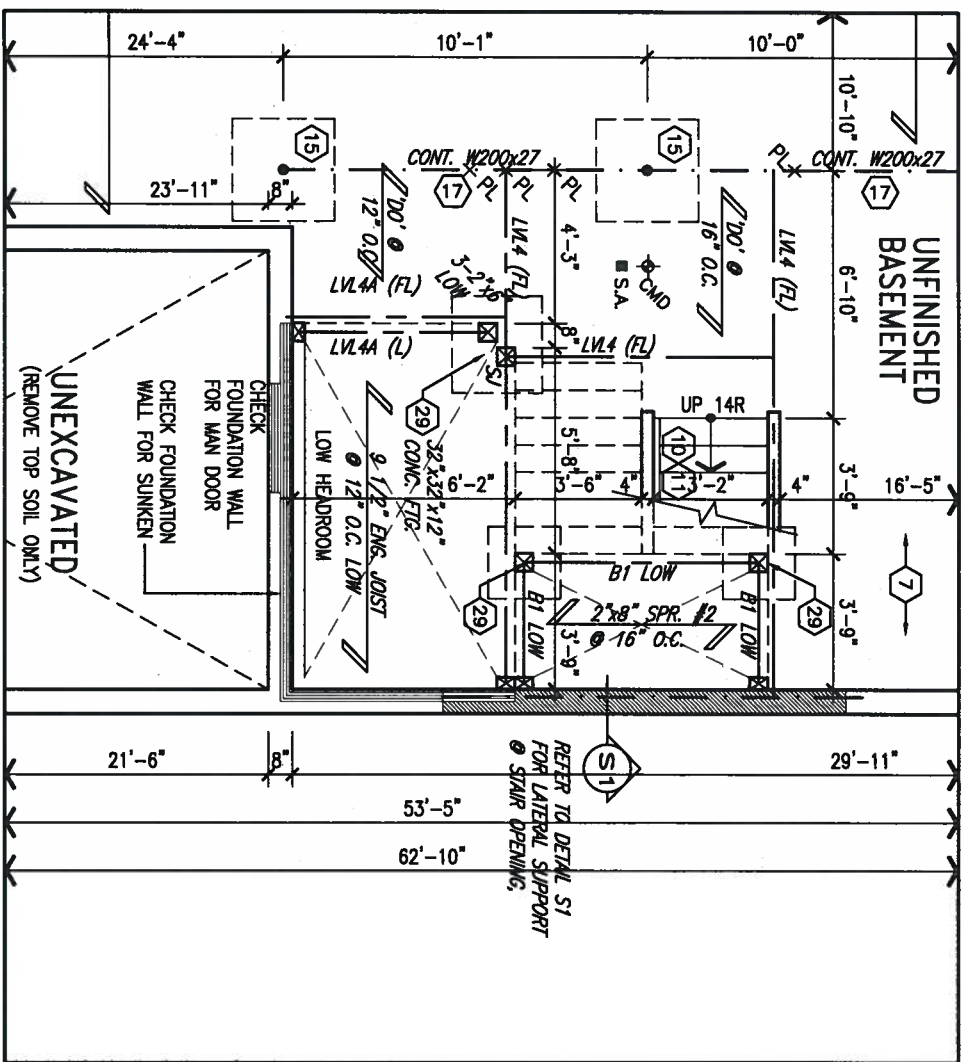 24'-4"
10'-1"
10'-0"
10'-10"
15
15
CONT. W200x27
CONT. W200x27
PL
PL
PL
PL
17
17
23'-11"
8"
'DO' @
12" O.C.
'DO' @
16" O.C.
LVL4 (FL)
4'-3"
LVL4 (FL)
6'-10"
UNFINISHED
BASEMENT
S.A.
CMD
LVL4A (FL)
3-2"x6
LOW
8"
LVL4 (FL)
LVL4A (L)
SJ
29
UP 14R
10
11
32"x32"x12"
CONC. FTG.
9 1/2" ENG. JOIST
@ 12" O.C. LOW
LOW HEADROOM
5'-8"
6'-2"
3'-6"
4"
3'-2"
4"
3'-9"
16'-5"
CHECK
FOUNDATION WALL
FOR MAN DOOR
CHECK FOUNDATION
WALL FOR SUNKEN
UNEXCAVATED
(REMOVE TOP SOIL ONLY)
B1 LOW
B1 LOW
B1 LOW
29
29
7
2"x8" SPR. #2
@ 16" O.C.
3'-9"
3'-9"
S1
REFER TO DETAIL S1
FOR LATERAL SUPPORT
@ STAIR OPENING.
21'-6"
8"
29'-11"
53'-5"
62'-10"